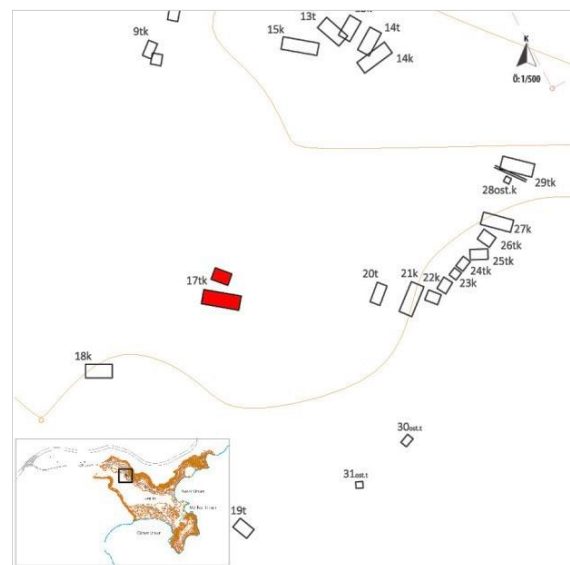 13t
14t
15k
14k
9tk
K
Ö:1/500
28ost.k
29tk
27k
26tk
25tk
24tk
23k
22k
21k
20t
17tk
18k
30ost.t
31ost.t
19t